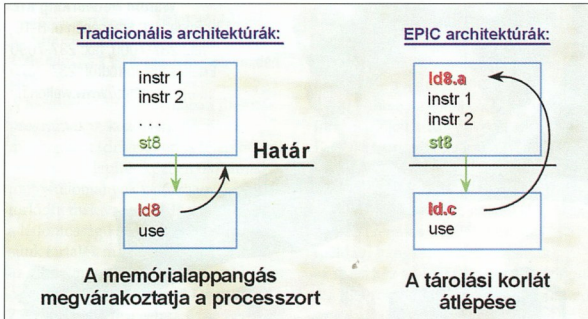 Tradicionális architektúrák:
instr 1
instr 2
. . .
st8
Határ
ld8
use
A memórialappangás
megvárakoztatja a processzort
EPIC architektúrák:
ld8.a
instr 1
instr 2
st8
ld.c
use
A tárolási korlát
átlépése